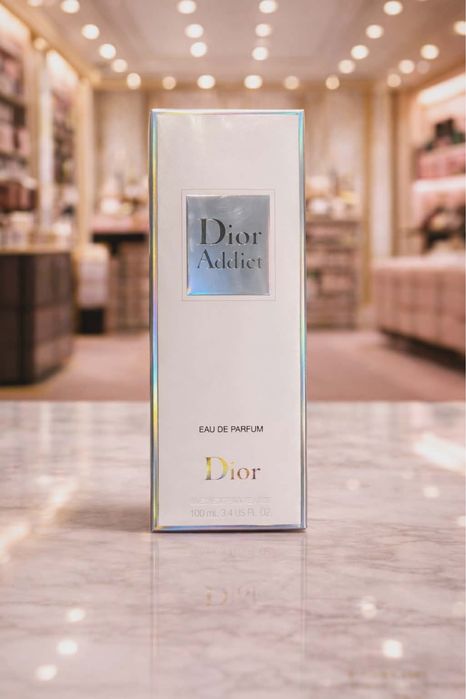 Dior
Addict
EAU DE PARFUM
Dior
100 ml. 3.4 US FL. OZ.